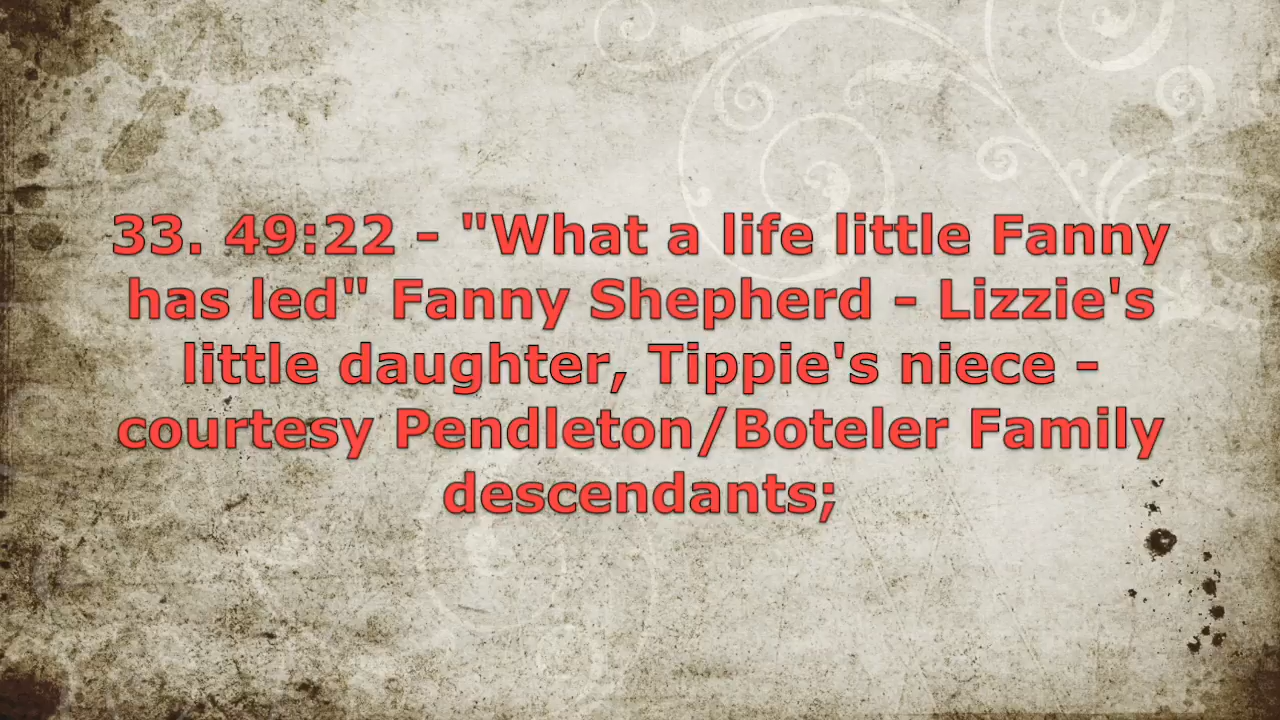 33. 49:22 - "What a life little Fanny
has led" Fanny Shepherd - Lizzie's
little daughter, Tippie's niece -
courtesy Pendleton/Boteler Family
descendants;